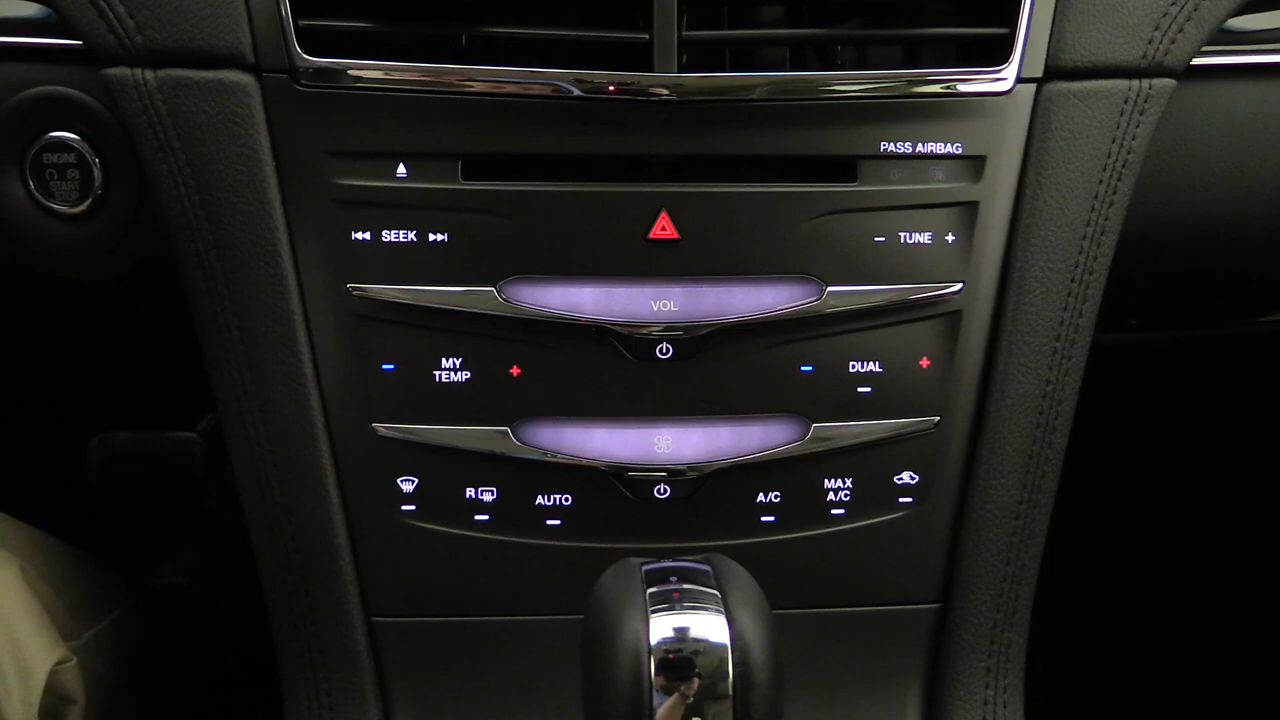 PASS AIRBAG
ENGINE
START
STOP
SEEK
− TUNE +
VOL
− MY TEMP +
− DUAL +
R
AUTO
A/C
MAX
A/C